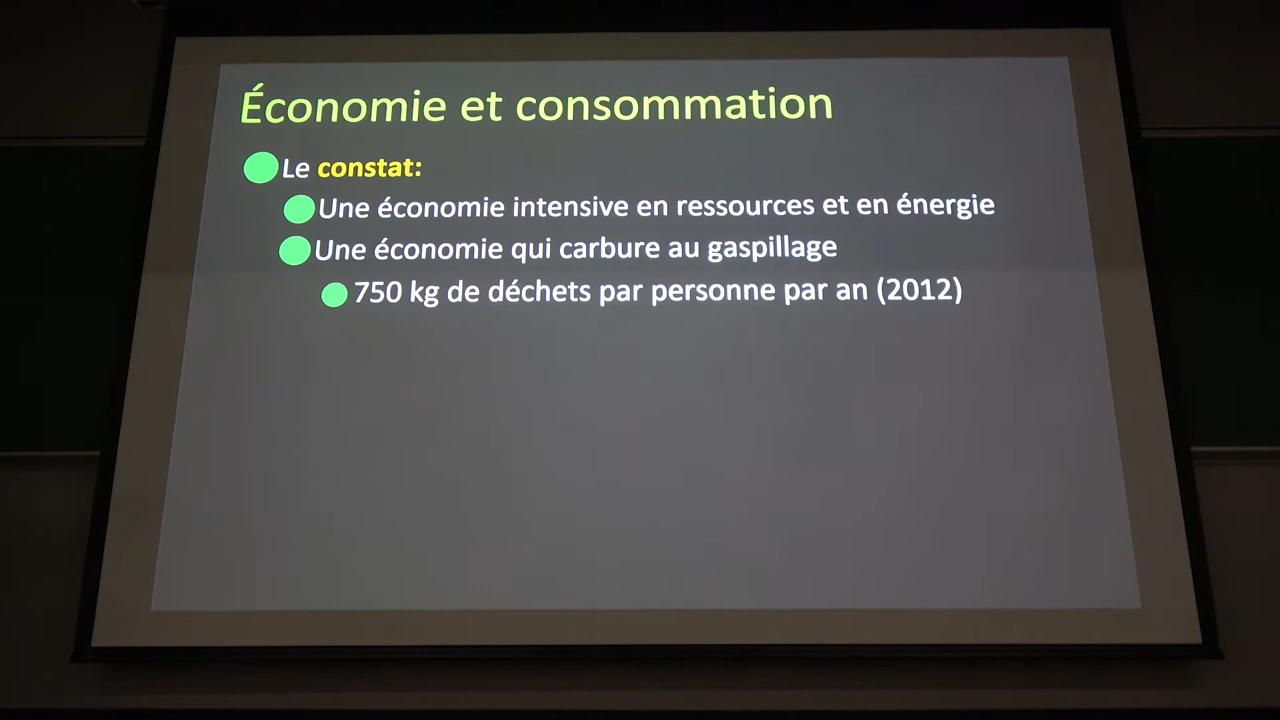 Économie et consommation
Le constat:
Une économie intensive en ressources et en énergie
Une économie qui carbure au gaspillage
750 kg de déchets par personne par an (2012)